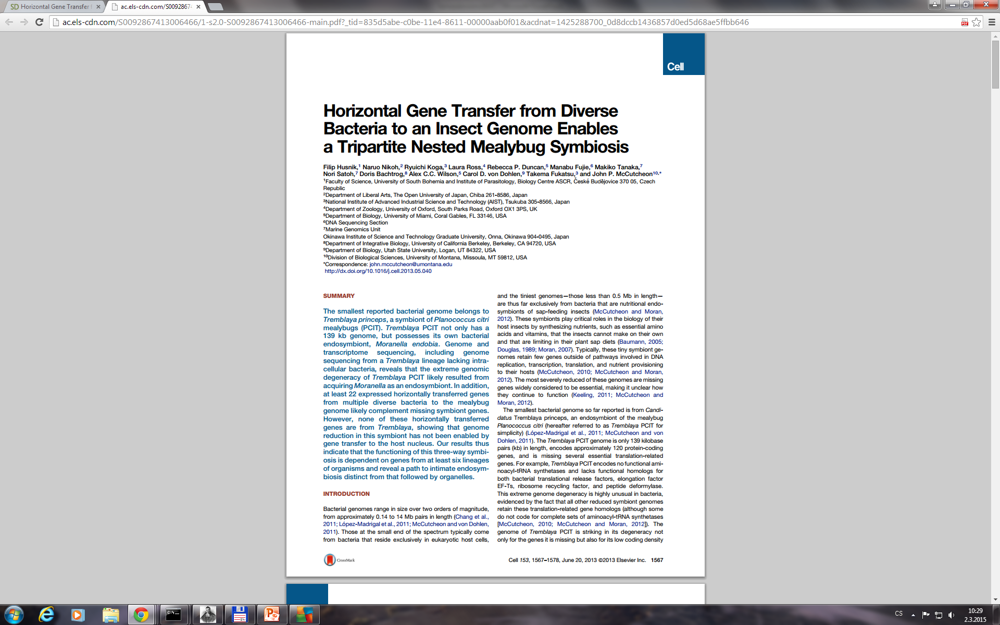 SD Horizontal Gene Transfer f
ac.els-cdn.com/S00928674
ac.els-cdn.com/S0092867413006466/1-s2.0-S0092867413006466-main.pdf?_tid=835d5abe-c0be-11e4-8611-00000aab0f01&acdnat=1425288700_0d8dccb1436857d0ed5d68ae5ffbb646
Cell
Horizontal Gene Transfer from Diverse
Bacteria to an Insect Genome Enables
a Tripartite Nested Mealybug Symbiosis
Filip Husnik,1 Naruo Nikoh,2 Ryuichi Koga,3 Laura Ross,4 Rebecca P. Duncan,5 Manabu Fujie,6 Makiko Tanaka,7
Nori Satoh,7 Doris Bachtrog,8 Alex C.C. Wilson,5 Carol D. von Dohlen,9 Takema Fukatsu,3 and John P. McCutcheon10,*
1Faculty of Science, University of South Bohemia and Institute of Parasitology, Biology Centre ASCR, České Budějovice 370 05, Czech
Republic
2Department of Liberal Arts, The Open University of Japan, Chiba 261-8586, Japan
3National Institute of Advanced Industrial Science and Technology (AIST), Tsukuba 305-8566, Japan
4Department of Zoology, University of Oxford, South Parks Road, Oxford OX1 3PS, UK
5Department of Biology, University of Miami, Coral Gables, FL 33146, USA
6DNA Sequencing Section
7Marine Genomics Unit
Okinawa Institute of Science and Technology Graduate University, Onna, Okinawa 904-0495, Japan
8Department of Integrative Biology, University of California Berkeley, Berkeley, CA 94720, USA
9Department of Biology, Utah State University, Logan, UT 84322, USA
10Division of Biological Sciences, University of Montana, Missoula, MT 59812, USA
*Correspondence: john.mccutcheon@umontana.edu
http://dx.doi.org/10.1016/j.cell.2013.05.040
SUMMARY
The smallest reported bacterial genome belongs to
Tremblaya princeps, a symbiont of Planococcus citri
mealybugs (PCIT). Tremblaya PCIT not only has a
139 kb genome, but possesses its own bacterial
endosymbiont, Moranella endobia. Genome and
transcriptome sequencing, including genome
sequencing from a Tremblaya lineage lacking intra-
cellular bacteria, reveals that the extreme genomic
degeneracy of Tremblaya PCIT likely resulted from
acquiring Moranella as an endosymbiont. In addition,
at least 22 expressed horizontally transferred genes
from multiple diverse bacteria to the mealybug
genome likely complement missing symbiont genes.
However, none of these horizontally transferred
genes are from Tremblaya, showing that genome
reduction in this symbiont has not been enabled by
gene transfer to the host nucleus. Our results thus
indicate that the functioning of this three-way symbi-
osis is dependent on genes from at least six lineages
of organisms and reveal a path to intimate endosym-
biosis distinct from that followed by organelles.
INTRODUCTION
Bacterial genomes range in size over two orders of magnitude,
from approximately 0.14 to 14 Mb pairs in length (Chang et al.,
2011; López-Madrigal et al., 2011; McCutcheon and von Dohlen,
2011). Those at the small end of the spectrum typically come
from bacteria that reside exclusively in eukaryotic host cells,
and the tiniest genomes—those less than 0.5 Mb in length—
are thus far exclusively from bacteria that are nutritional endo-
symbionts of sap-feeding insects (McCutcheon and Moran,
2012). These symbionts play critical roles in the biology of their
host insects by synthesizing nutrients, such as essential amino
acids and vitamins, that the insects cannot make on their own
and that are limiting in their plant sap diets (Baumann, 2005;
Douglas, 1989; Moran, 2007). Typically, these tiny symbiont ge-
nomes retain few genes outside of pathways involved in DNA
replication, transcription, translation, and nutrient provisioning
to their hosts (McCutcheon, 2010; McCutcheon and Moran,
2012). The most severely reduced of these genomes are missing
genes widely considered to be essential, making it unclear how
they continue to function (Keeling, 2011; McCutcheon and
Moran, 2012).
The smallest bacterial genome so far reported is from Candi-
datus Tremblaya princeps, an endosymbiont of the mealybug
Planococcus citri (hereafter referred to as Tremblaya PCIT for
simplicity) (López-Madrigal et al., 2011; McCutcheon and von
Dohlen, 2011). The Tremblaya PCIT genome is only 139 kilobase
pairs (kb) in length, encodes approximately 120 protein-coding
genes, and is missing several essential translation-related
genes. For example, Tremblaya PCIT encodes no functional ami-
noacyl-tRNA synthetases and lacks functional homologs for
both bacterial translational release factors, elongation factor
EF-Ts, ribosome recycling factor, and peptide deformylase.
This extreme genome degeneracy is highly unusual in bacteria,
evidenced by the fact that all other reduced symbiont genomes
retain these translation-related gene homologs (although some
do not code for complete sets of aminoacyl-tRNA synthetases
[McCutcheon, 2010; McCutcheon and Moran, 2012]). The
genome of Tremblaya PCIT is striking in its degeneracy not
only for the genes it is missing but also for its low coding density
CrossMark
Cell 153, 1567–1578, June 20, 2013 ©2013 Elsevier Inc. 1567
CS
10:29
2.3.2015